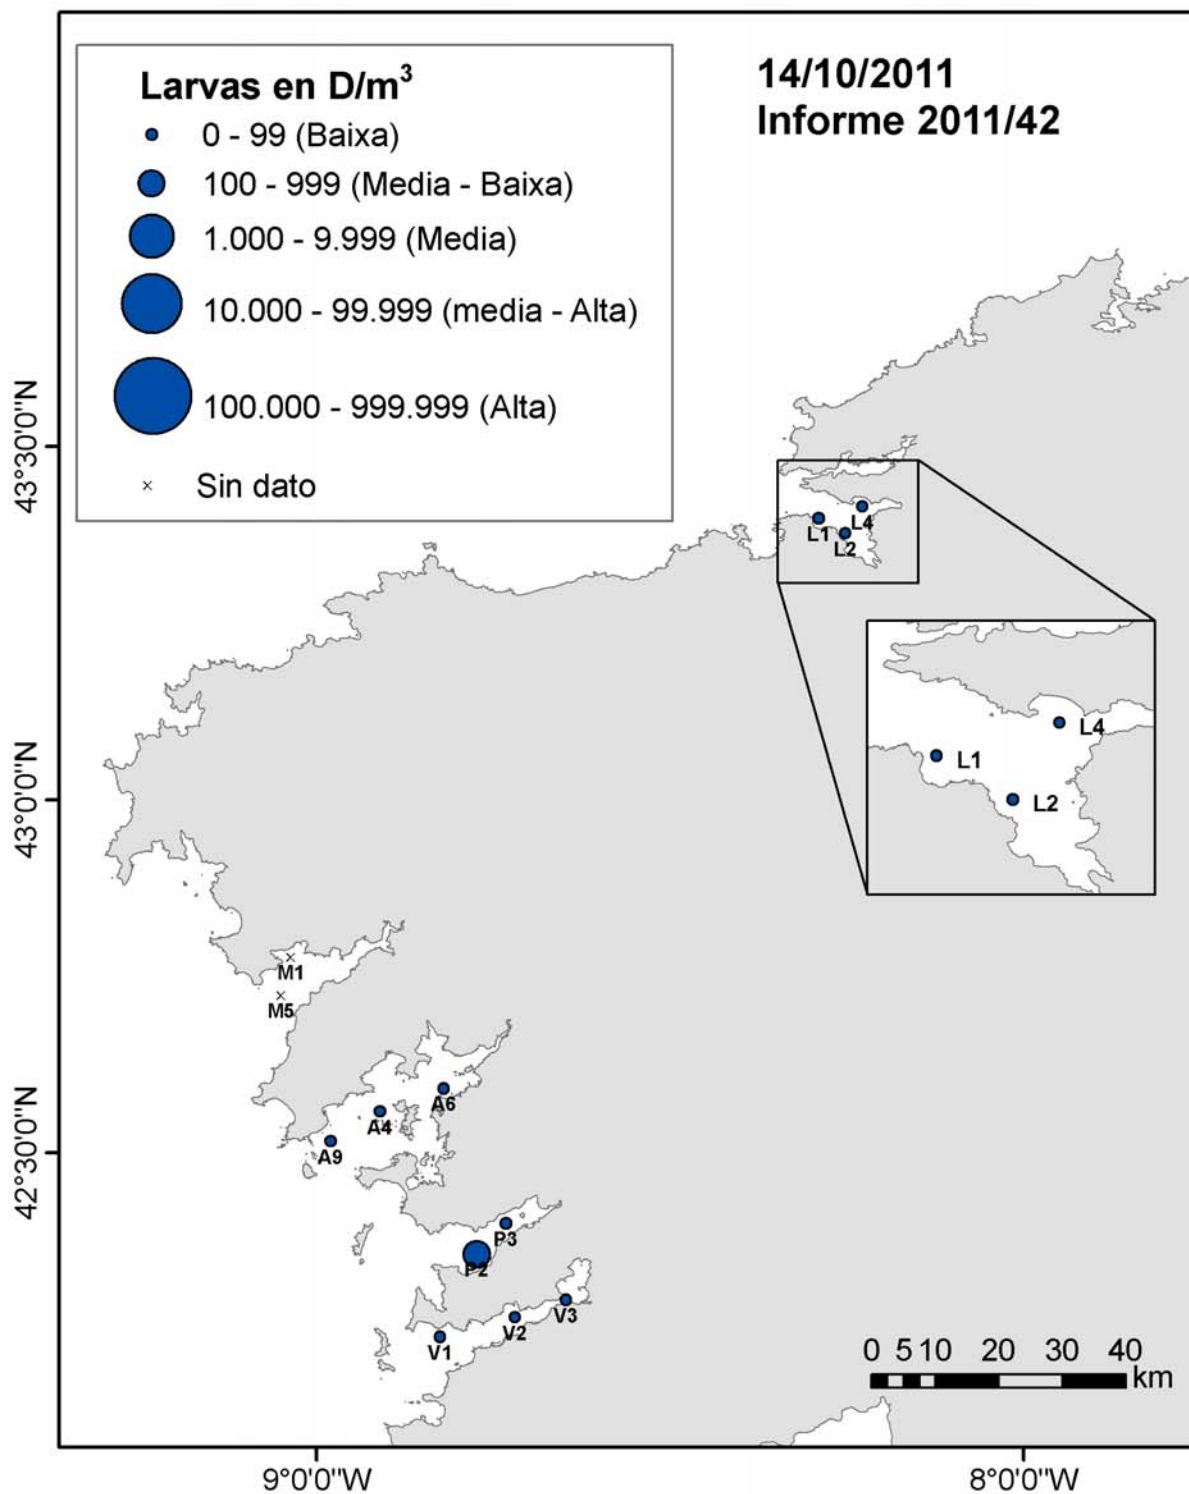 Larvas en D/m³
0 - 99 (Baixa)
100 - 999 (Media - Baixa)
1.000 - 9.999 (Media)
10.000 - 99.999 (media - Alta)
100.000 - 999.999 (Alta)
Sin dato
14/10/2011
Informe 2011/42
43°30'0"N
43°0'0"N
42°30'0"N
L1
L4
L2
L4
L1
L2
M1
M5
A6
A4
A9
P3
P2
V3
V2
V1
0 5 10 20 30 40
km
9°0'0"W
8°0'0"W